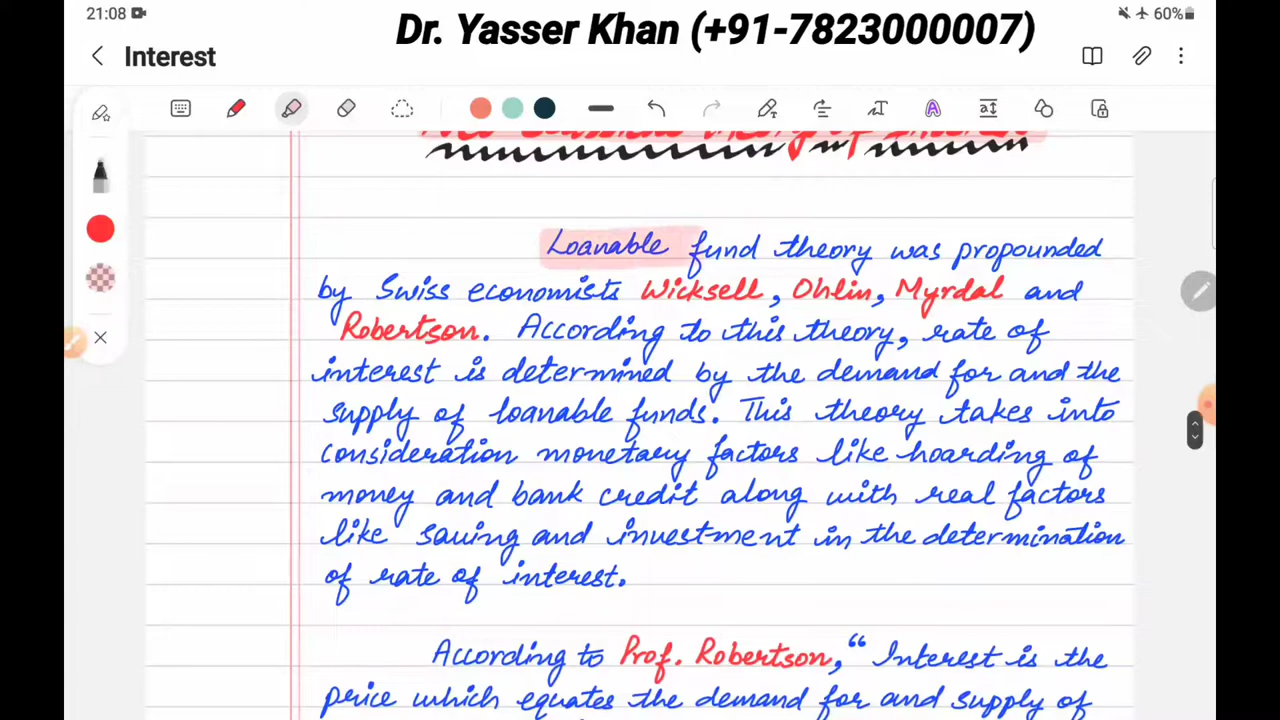 21:08
60%
Dr. Yasser Khan (+91-7823000007)
Interest
theory of Interest
Loanable fund theory was propounded
by Swiss economists Wicksell, Ohlin, Myrdal and
Robertson. According to this theory, rate of
interest is determined by the demand for and the
supply of loanable funds. This theory takes into
consideration monetary factors like hoarding of
money and bank credit along with real factors
like saving and investment in the determination
of rate of interest.
According to Prof. Robertson, “Interest is the
price which equates the demand for and supply of